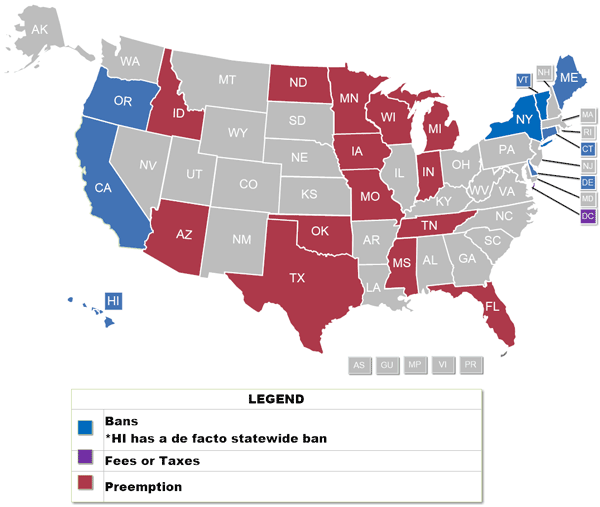 AK
WA
MT
ND
MN
VT
NH
ME
OR
ID
WY
SD
WI
MI
NY
MA
RI
CT
NJ
DE
MD
DC
CA
NV
UT
CO
NE
IA
IL
IN
OH
PA
KS
MO
KY
WV
VA
AZ
NM
OK
AR
TN
NC
SC
TX
LA
MS
AL
GA
FL
HI
AS GU MP VI PR
LEGEND
Bans
*HI has a de facto statewide ban
Fees or Taxes
Preemption